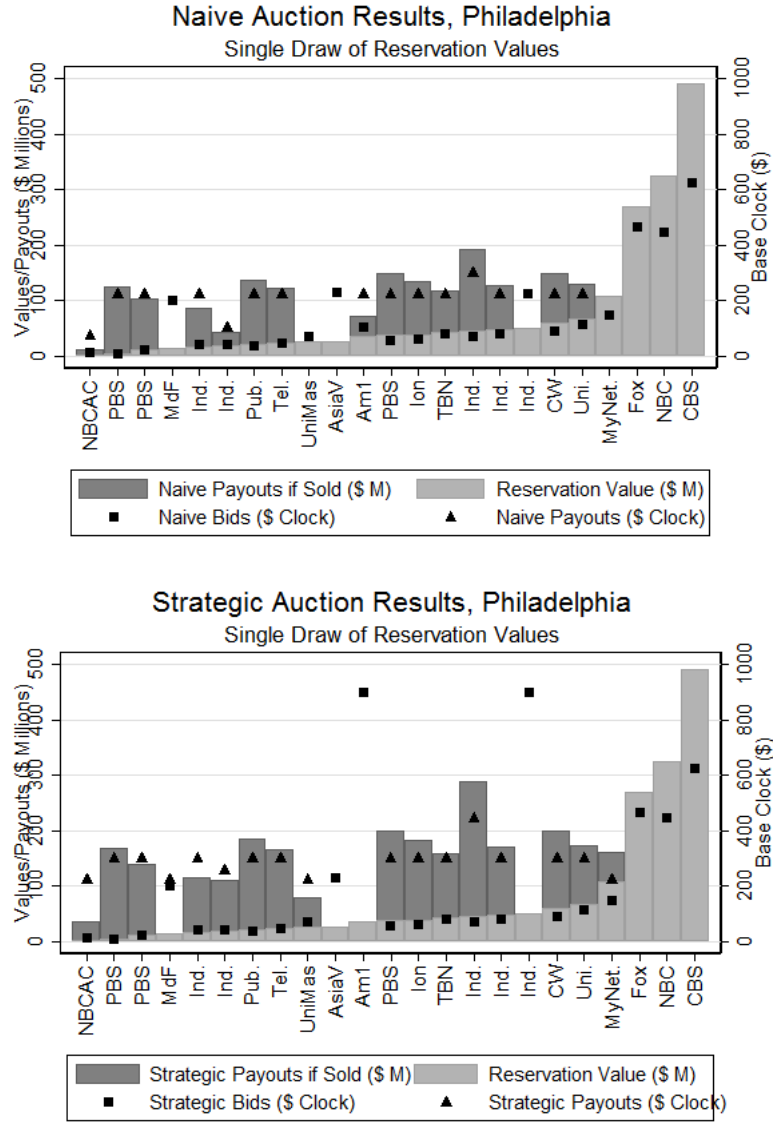 Naive Auction Results, Philadelphia
Single Draw of Reservation Values
Values/Payouts ($ Millions)
0 100 200 300 400 500
Base Clock ($)
0 200 400 600 800 1000
NBCAC PBS PBS MdF Ind. Ind. Pub. Tel. UniMas AsiaV Am1 PBS Ion TBN Ind. Ind. Ind. CW Uni. MyNet. Fox NBC CBS
Naive Payouts if Sold ($ M) Reservation Value ($ M)
Naive Bids ($ Clock) Naive Payouts ($ Clock)
Strategic Auction Results, Philadelphia
Single Draw of Reservation Values
Values/Payouts ($ Millions)
0 100 200 300 400 500
Base Clock ($)
0 200 400 600 800 1000
NBCAC PBS PBS MdF Ind. Ind. Pub. Tel. UniMas AsiaV Am1 PBS Ion TBN Ind. Ind. Ind. CW Uni. MyNet. Fox NBC CBS
Strategic Payouts if Sold ($ M) Reservation Value ($ M)
Strategic Bids ($ Clock) Strategic Payouts ($ Clock)